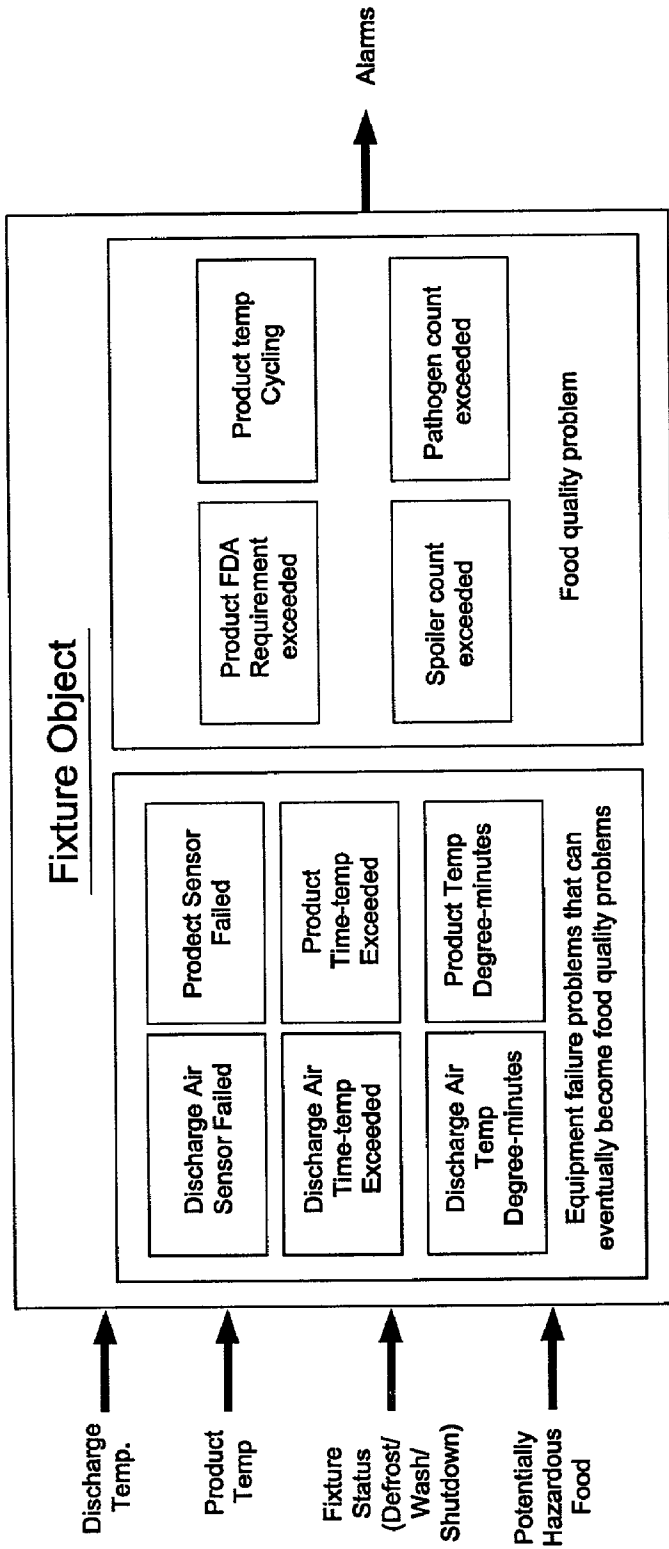 Fixture Object
Discharge
Temp.
Product
Temp
Fixture
Status
(Defrost/
Wash/
Shutdown)
Potentially
Hazardous
Food
Discharge Air
Sensor Failed
Prodect Sensor
Failed
Discharge Air
Time-temp
Exceeded
Product
Time-temp
Exceeded
Discharge Air
Temp
Degree-minutes
Product Temp
Degree-minutes
Equipment failure problems that can
eventually become food quality problems
Product FDA
Requirement
exceeded
Product temp
Cycling
Spoiler count
exceeded
Pathogen count
exceeded
Food quality problem
Alarms